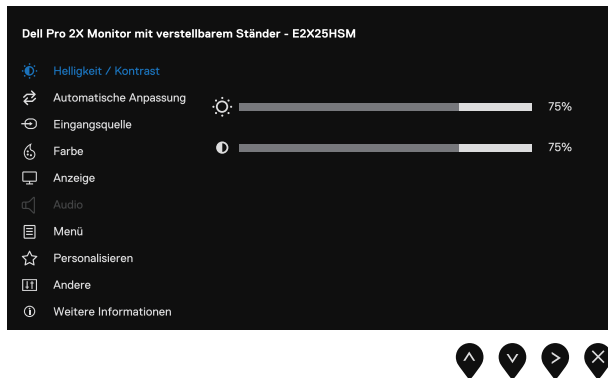 Dell Pro 2X Monitor mit verstellbarem Ständer - E2X25HSM
Helligkeit / Kontrast
Automatische Anpassung
75%
Eingangsquelle
Farbe
75%
Anzeige
Audio
Menü
Personalisieren
Andere
Weitere Informationen